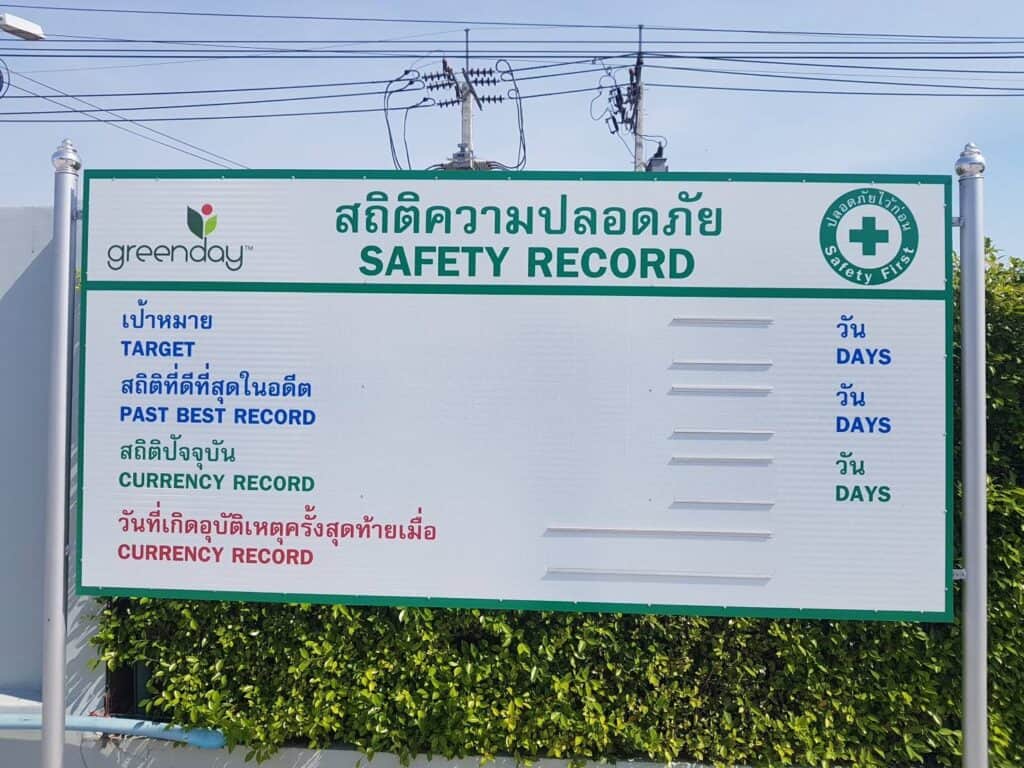 greenday™
สถิติความปลอดภัย
SAFETY RECORD
ปลอดภัยไว้ก่อน
Safety First
เป้าหมาย
TARGET
วัน
DAYS
สถิติที่ดีที่สุดในอดีต
PAST BEST RECORD
วัน
DAYS
สถิติปัจจุบัน
CURRENCY RECORD
วัน
DAYS
วันที่เกิดอุบัติเหตุครั้งสุดท้ายเมื่อ
CURRENCY RECORD